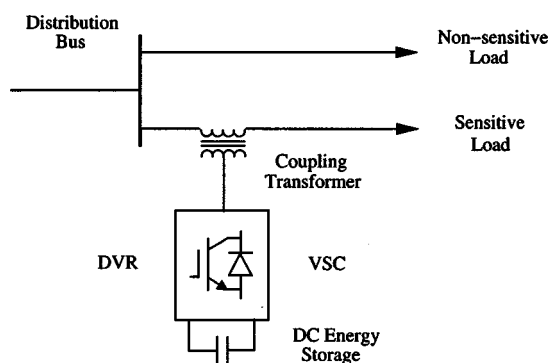 Distribution
Bus
Non-sensitive
Load
Sensitive
Load
Coupling
Transformer
DVR
VSC
DC Energy
Storage